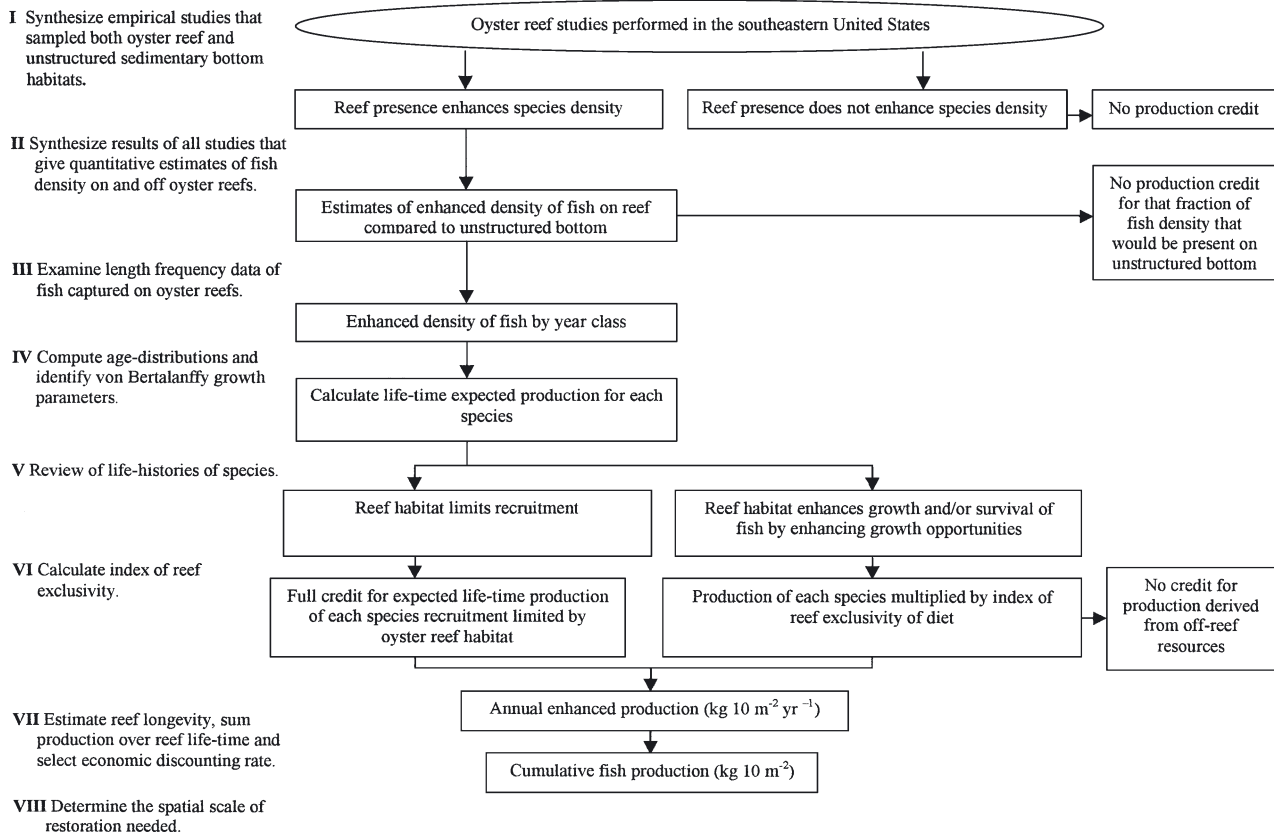 I Synthesize empirical studies that
sampled both oyster reef and
unstructured sedimentary bottom
habitats.
Oyster reef studies performed in the southeastern United States
Reef presence enhances species density
Reef presence does not enhance species density
No production credit
II Synthesize results of all studies that
give quantitative estimates of fish
density on and off oyster reefs.
Estimates of enhanced density of fish on reef
compared to unstructured bottom
No production credit
for that fraction of
fish density that
would be present on
unstructured bottom
III Examine length frequency data of
fish captured on oyster reefs.
Enhanced density of fish by year class
IV Compute age-distributions and
identify von Bertalanffy growth
parameters.
Calculate life-time expected production for each
species
V Review of life-histories of species.
Reef habitat limits recruitment
Reef habitat enhances growth and/or survival of
fish by enhancing growth opportunities
VI Calculate index of reef
exclusivity.
Full credit for expected life-time production
of each species recruitment limited by
oyster reef habitat
Production of each species multiplied by index of
reef exclusivity of diet
No credit for
production derived
from off-reef
resources
Annual enhanced production (kg 10 m⁻² yr ⁻¹)
VII Estimate reef longevity, sum
production over reef life-time and
select economic discounting rate.
Cumulative fish production (kg 10 m⁻²)
VIII Determine the spatial scale of
restoration needed.